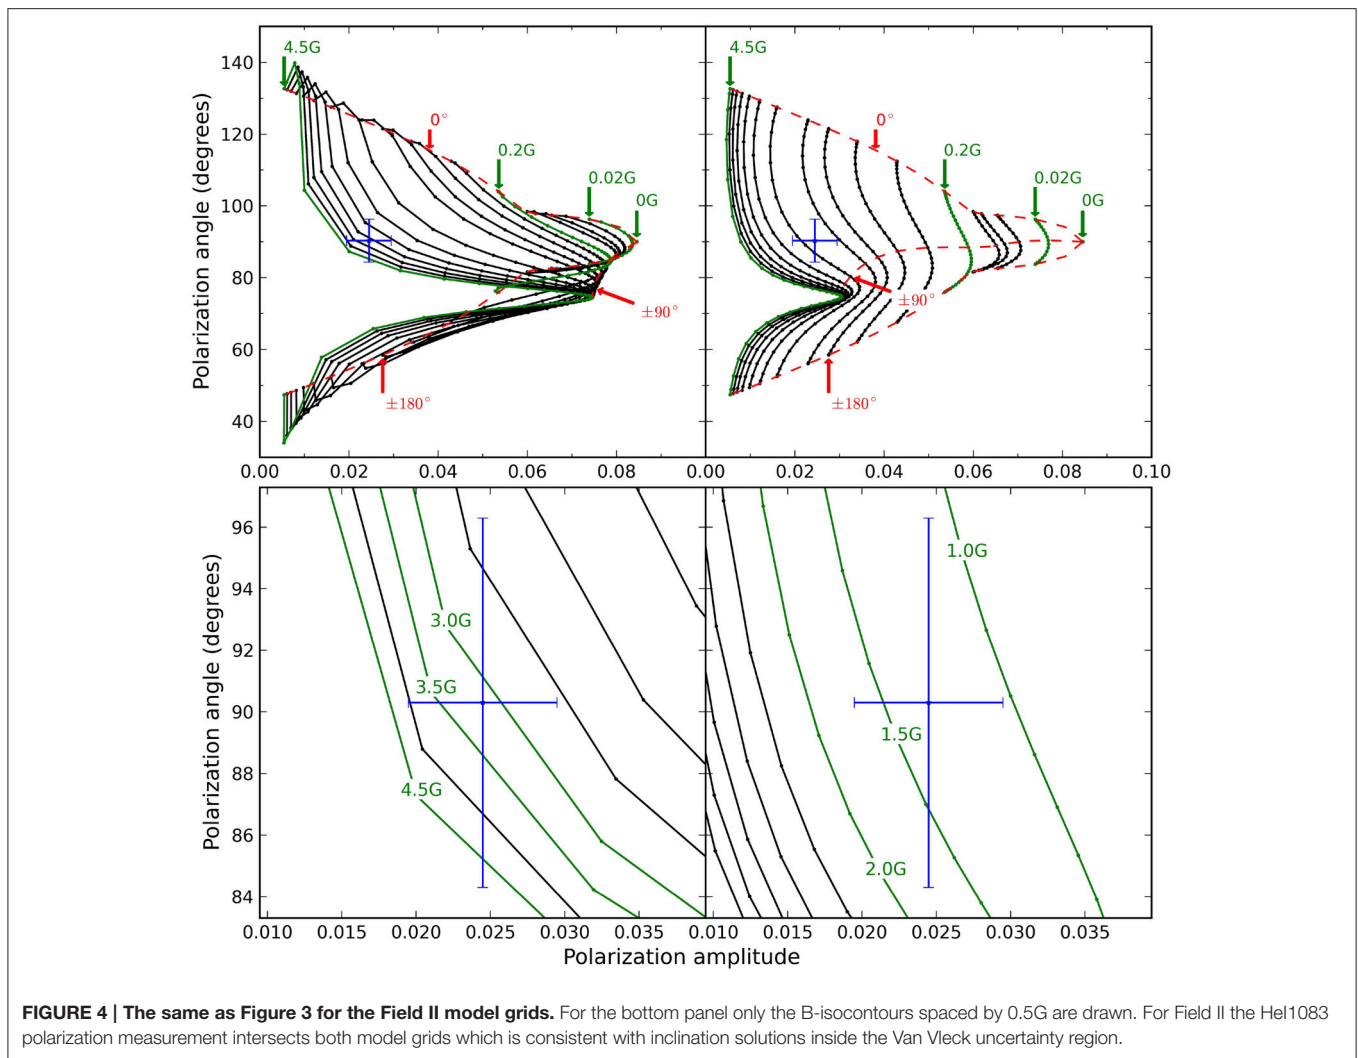 4.5G
0°
0.2G
0.02G
0G
±90°
±180°
140
120
100
80
60
40
Polarization angle (degrees)
0.00 0.02 0.04 0.06 0.08
4.5G
0°
0.2G
0.02G
0G
±90°
±180°
0.00 0.02 0.04 0.06 0.08 0.10
96
94
92
90
88
86
84
Polarization angle (degrees)
3.0G
3.5G
4.5G
0.010 0.015 0.020 0.025 0.030 0.035
1.0G
1.5G
2.0G
0.010 0.015 0.020 0.025 0.030 0.035
Polarization amplitude
FIGURE 4 | The same as Figure 3 for the Field II model grids. For the bottom panel only the B-isocontours spaced by 0.5G are drawn. For Field II the HeI1083
polarization measurement intersects both model grids which is consistent with inclination solutions inside the Van Vleck uncertainty region.